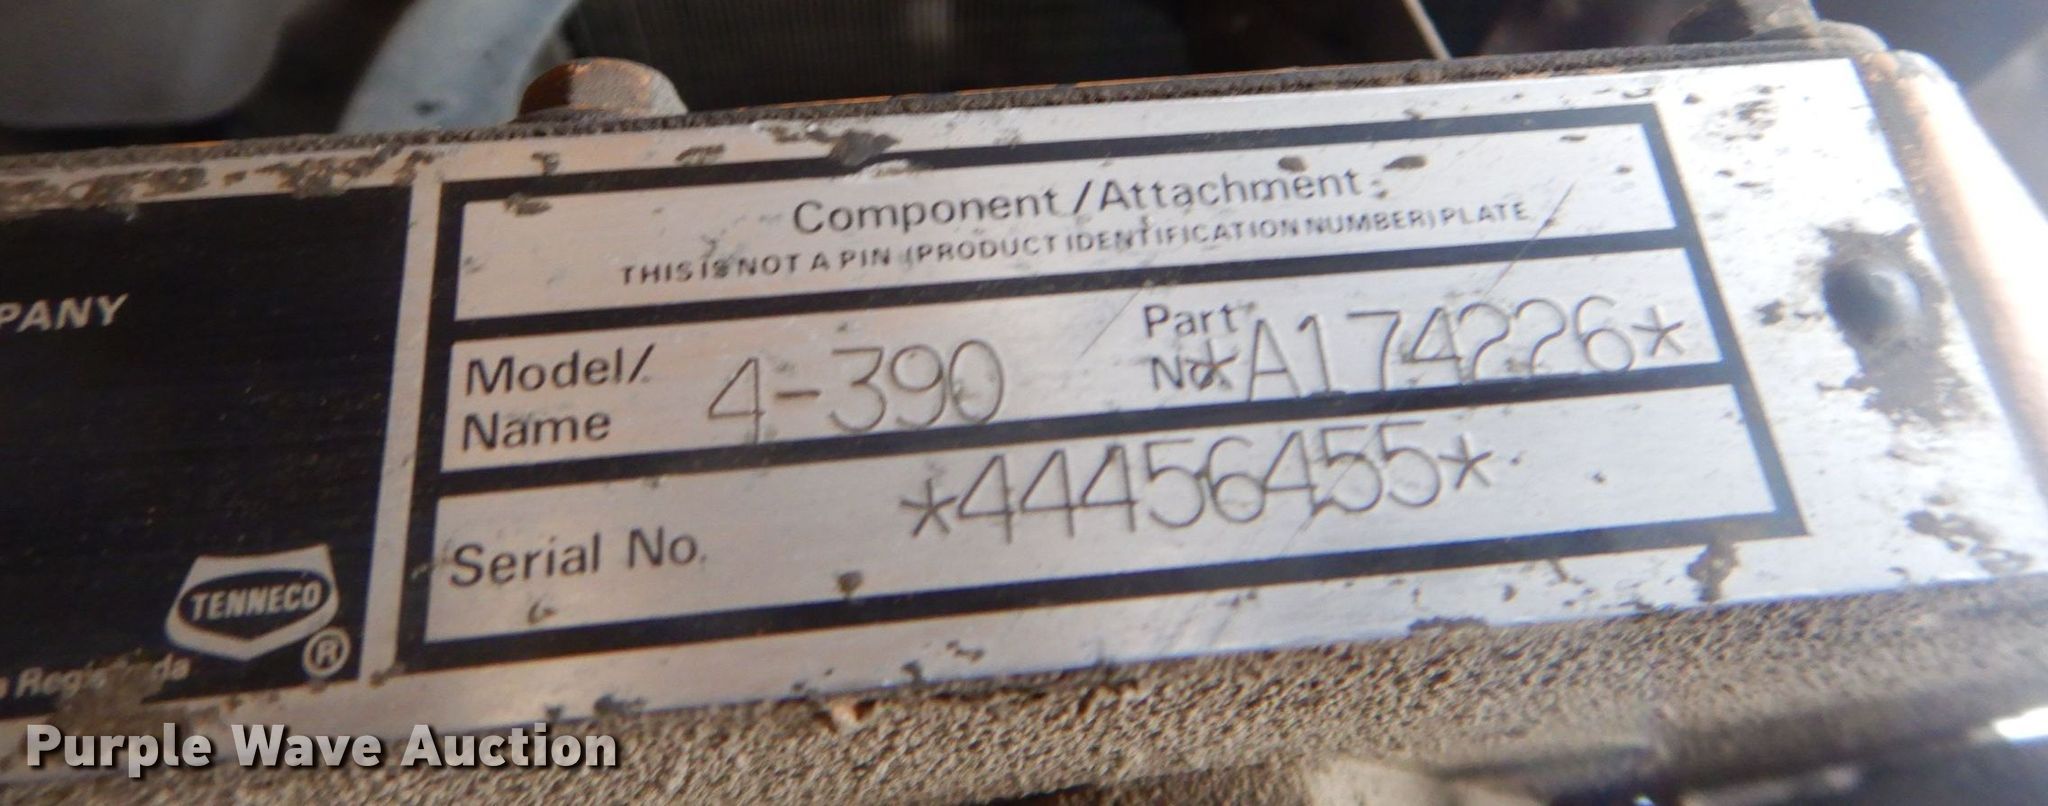 Component/Attachment
THIS IS NOT A PIN (PRODUCT IDENTIFICATION NUMBER) PLATE
Model/
Name 4-390
Part
No. *A174226*
Serial No. *44456455*
PANY
TENNECO
®
Purple Wave Auction